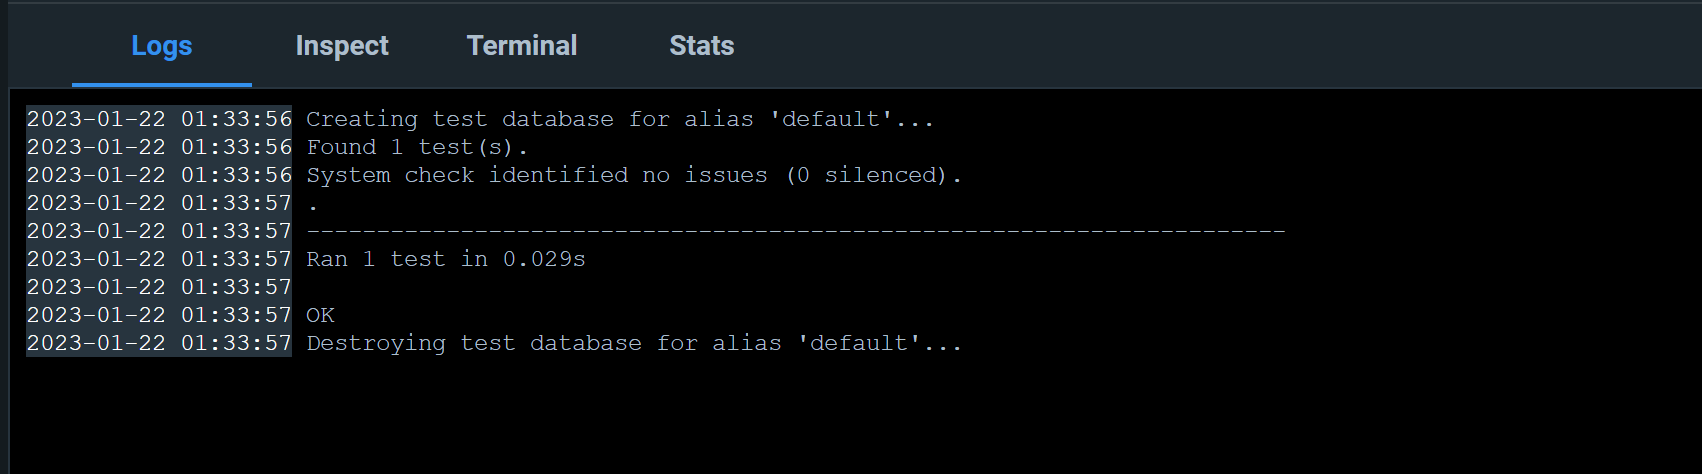 Logs Inspect Terminal Stats
2023-01-22 01:33:56 Creating test database for alias 'default'...
2023-01-22 01:33:56 Found 1 test(s).
2023-01-22 01:33:56 System check identified no issues (0 silenced).
2023-01-22 01:33:57 .
2023-01-22 01:33:57 ----------------------------------------------------------------------
2023-01-22 01:33:57 Ran 1 test in 0.029s
2023-01-22 01:33:57
2023-01-22 01:33:57 OK
2023-01-22 01:33:57 Destroying test database for alias 'default'...